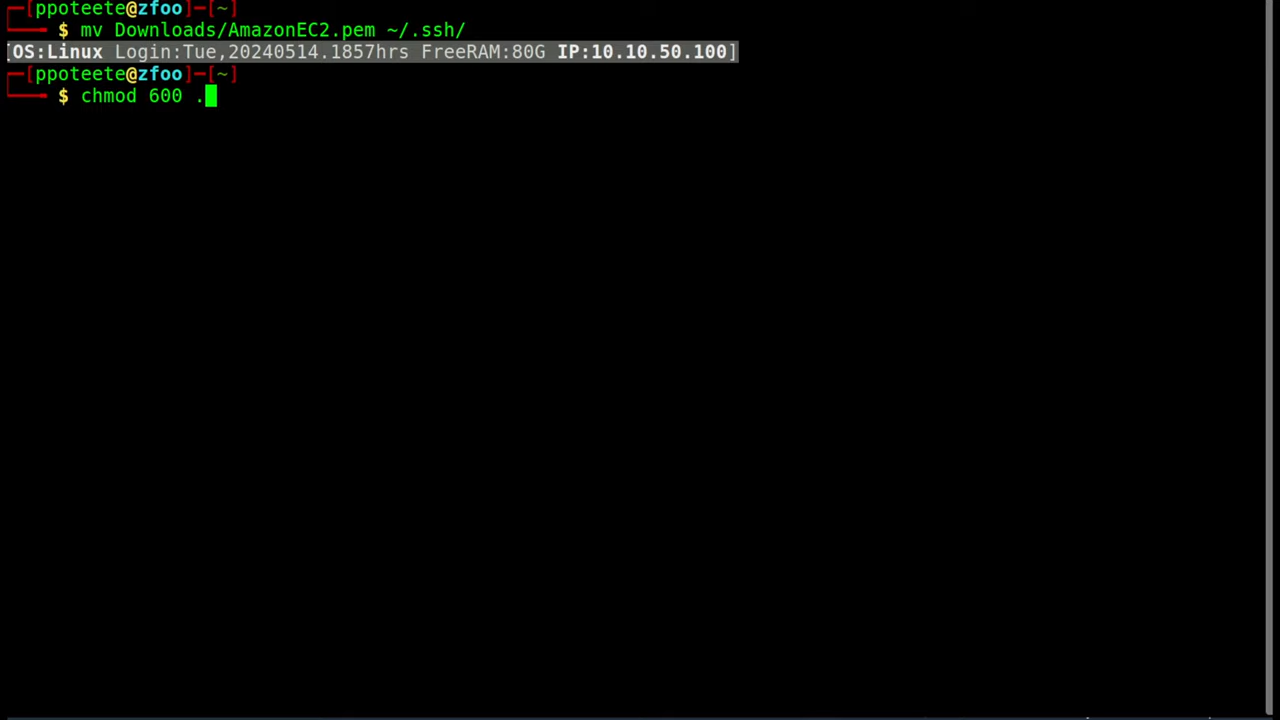 [ppoteete@zfoo]-[~]
$ mv Downloads/AmazonEC2.pem ~/.ssh/
[OS:Linux Login:Tue,20240514.1857hrs FreeRAM:80G IP:10.10.50.100]
[ppoteete@zfoo]-[~]
$ chmod 600 .